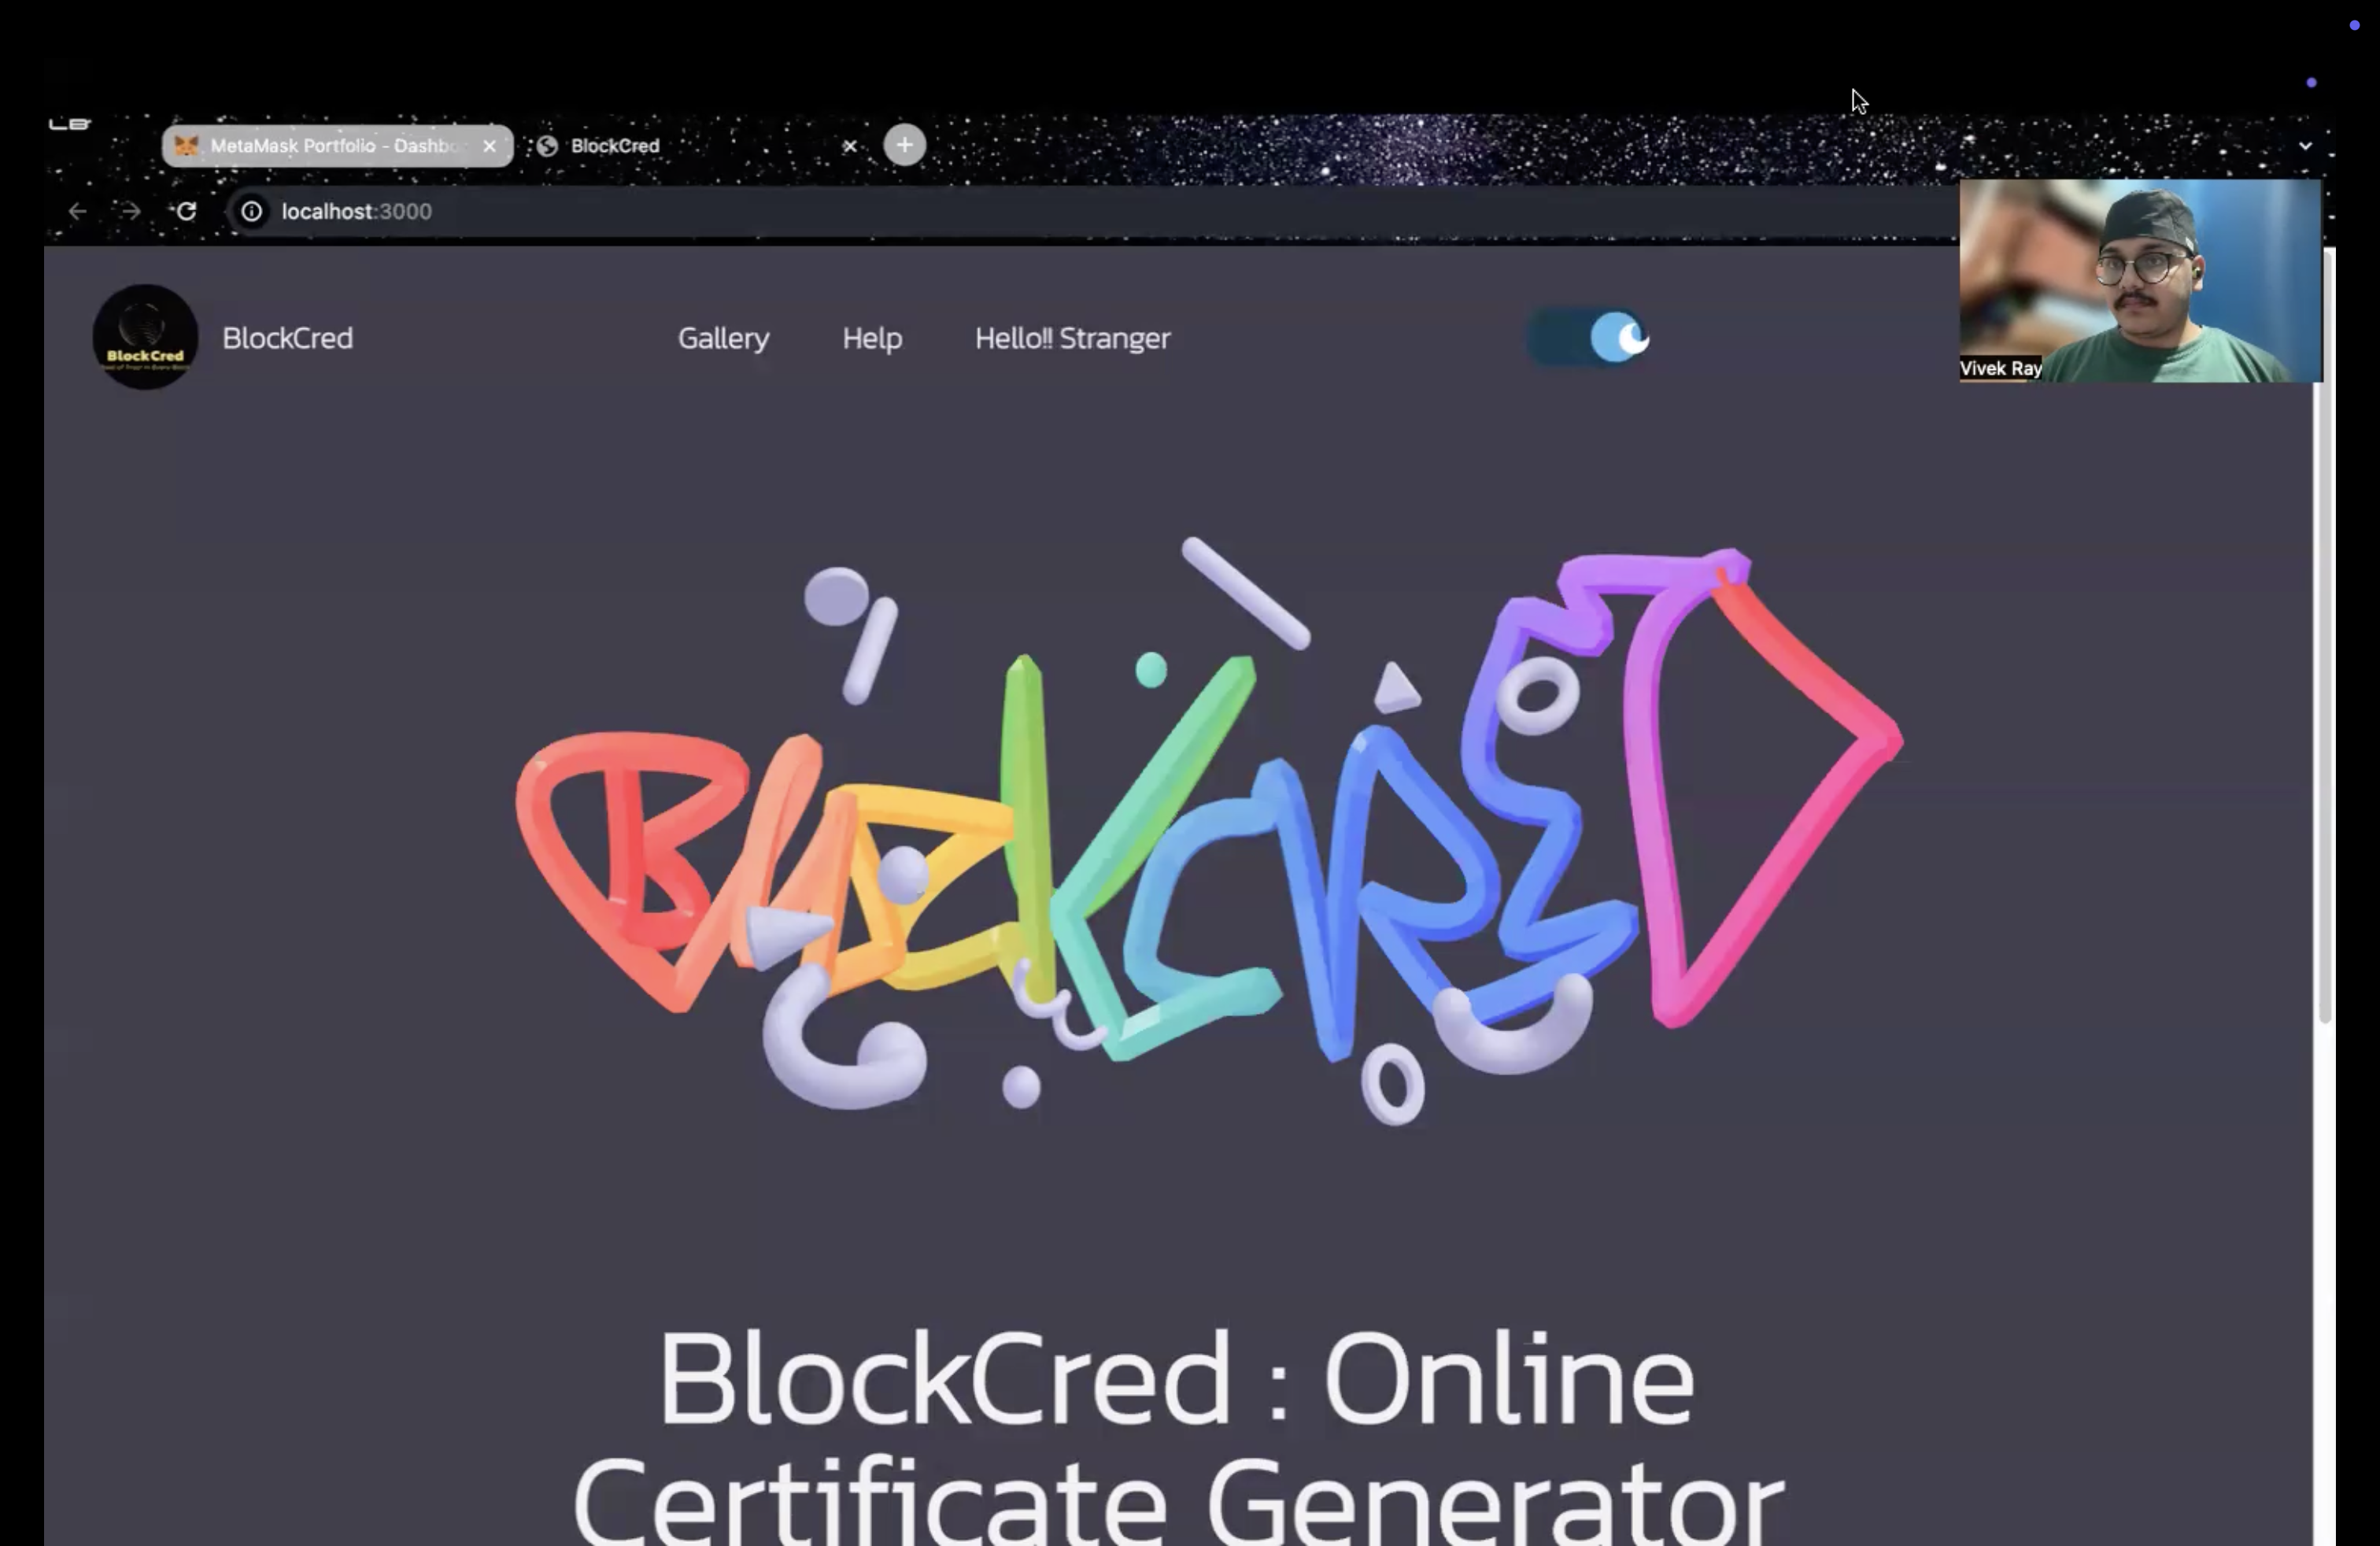 MetaMask Portfolio - Dashbo
BlockCred
localhost:3000
BlockCred
BlockCred
Gallery
Help
Hello!! Stranger
Vivek Ray
BLOCKCRED
BlockCred : Online
Certificate Generator